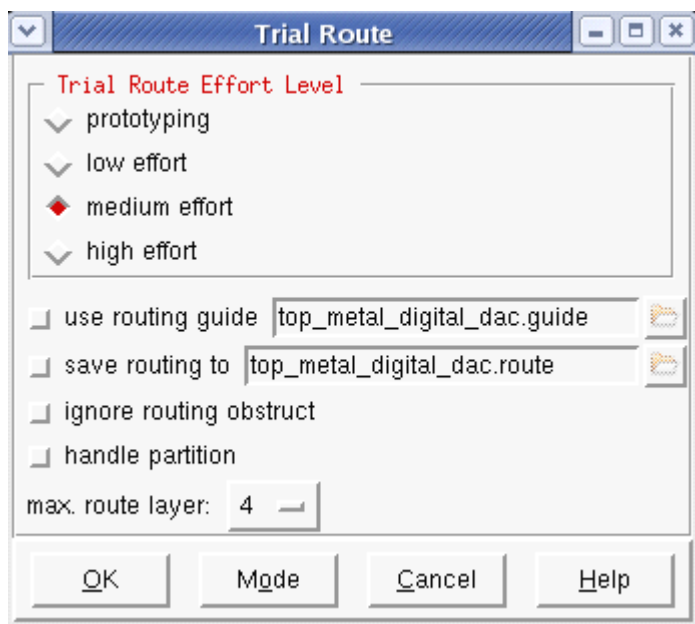 Trial Route
Trial Route Effort Level
prototyping
low effort
medium effort
high effort
use routing guide top_metal_digital_dac.guide
save routing to top_metal_digital_dac.route
ignore routing obstruct
handle partition
max. route layer: 4
OK Mode Cancel Help